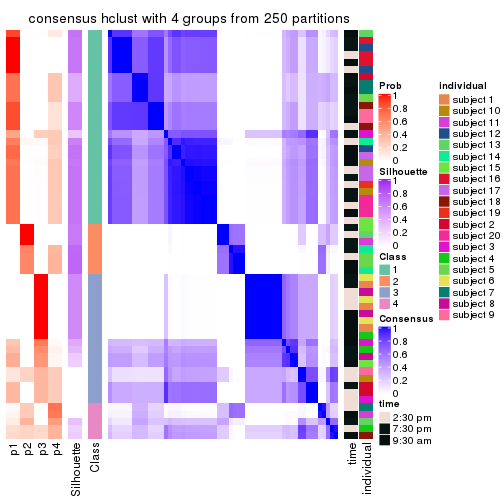 consensus hclust with 4 groups from 250 partitions
p1
p2
p3
p4
Silhouette
Class
time
individual
Prob
1
0.8
0.6
0.4
0.2
0
Silhouette
1
0.8
0.6
0.4
0.2
0
Class
1
2
3
4
Consensus
1
0.8
0.6
0.4
0.2
0
time
2:30 pm
7:30 pm
9:30 am
individual
subject 1
subject 10
subject 11
subject 12
subject 13
subject 14
subject 15
subject 16
subject 17
subject 18
subject 19
subject 2
subject 20
subject 3
subject 4
subject 5
subject 6
subject 7
subject 8
subject 9